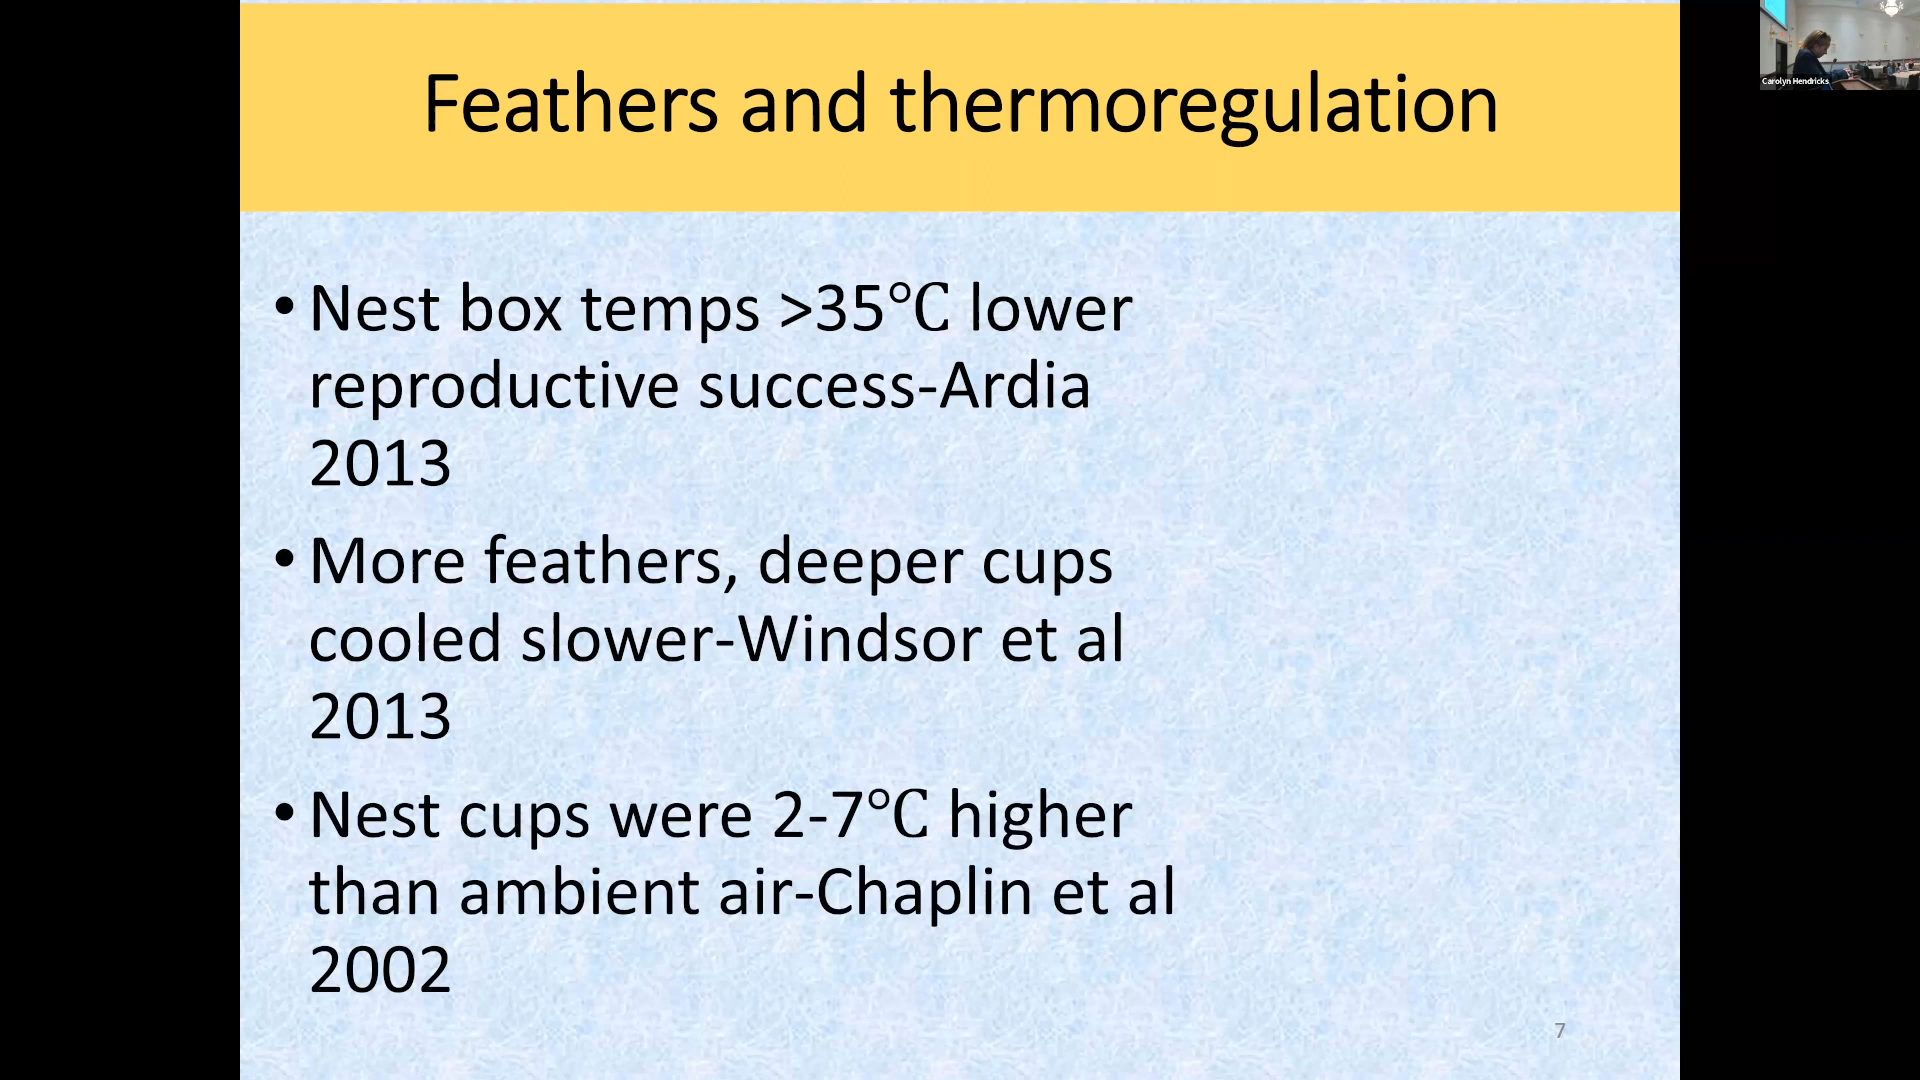 Feathers and thermoregulation
Carolyn Hendricks
• Nest box temps >35℃ lower
reproductive success-Ardia
2013
• More feathers, deeper cups
cooled slower-Windsor et al
2013
• Nest cups were 2-7℃ higher
than ambient air-Chaplin et al
2002
7